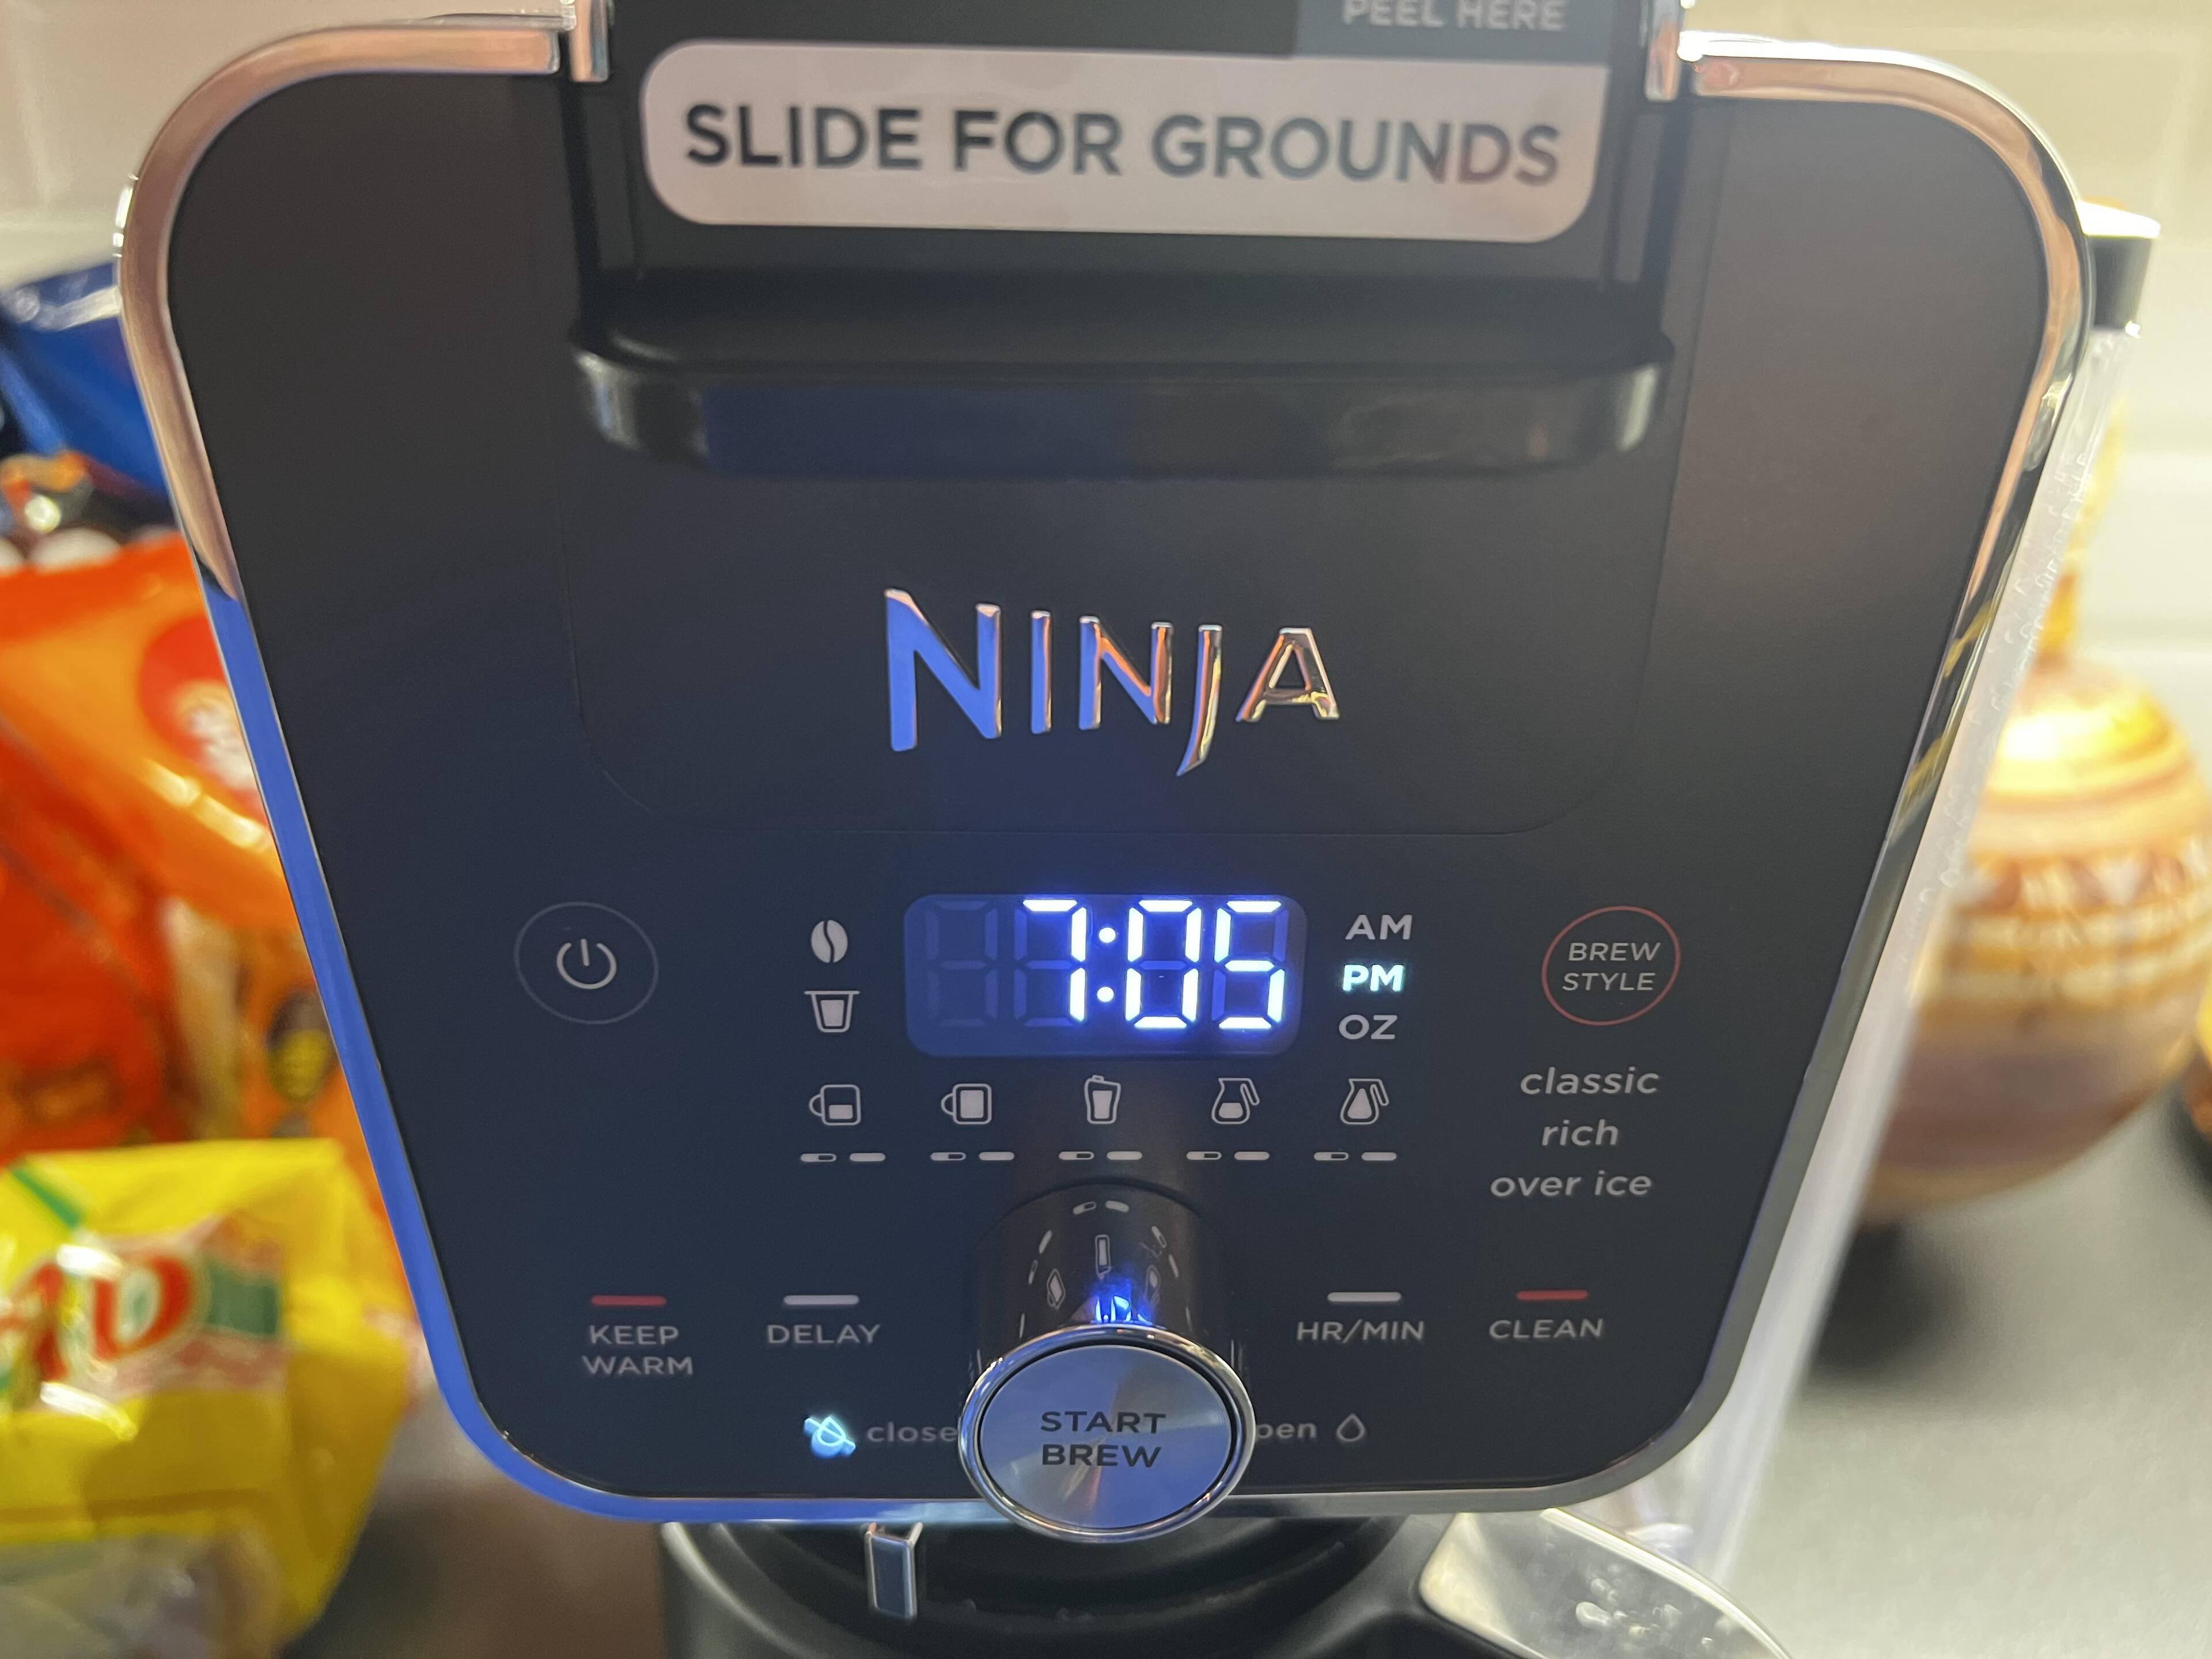 PEEL HERE
SLIDE FOR GROUNDS
NINJA
7:05
AM
PM
OZ
BREW
STYLE
classic
rich
over ice
KEEP
WARM
DELAY
HR/MIN
CLEAN
START
BREW